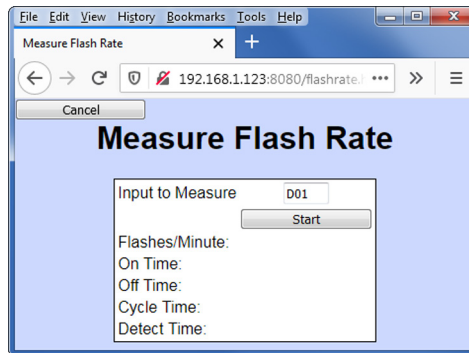 File Edit View History Bookmarks Tools Help
Measure Flash Rate
192.168.1.123:8080/flashrate.
Cancel
Measure Flash Rate
Input to Measure D01
Start
Flashes/Minute:
On Time:
Off Time:
Cycle Time:
Detect Time: